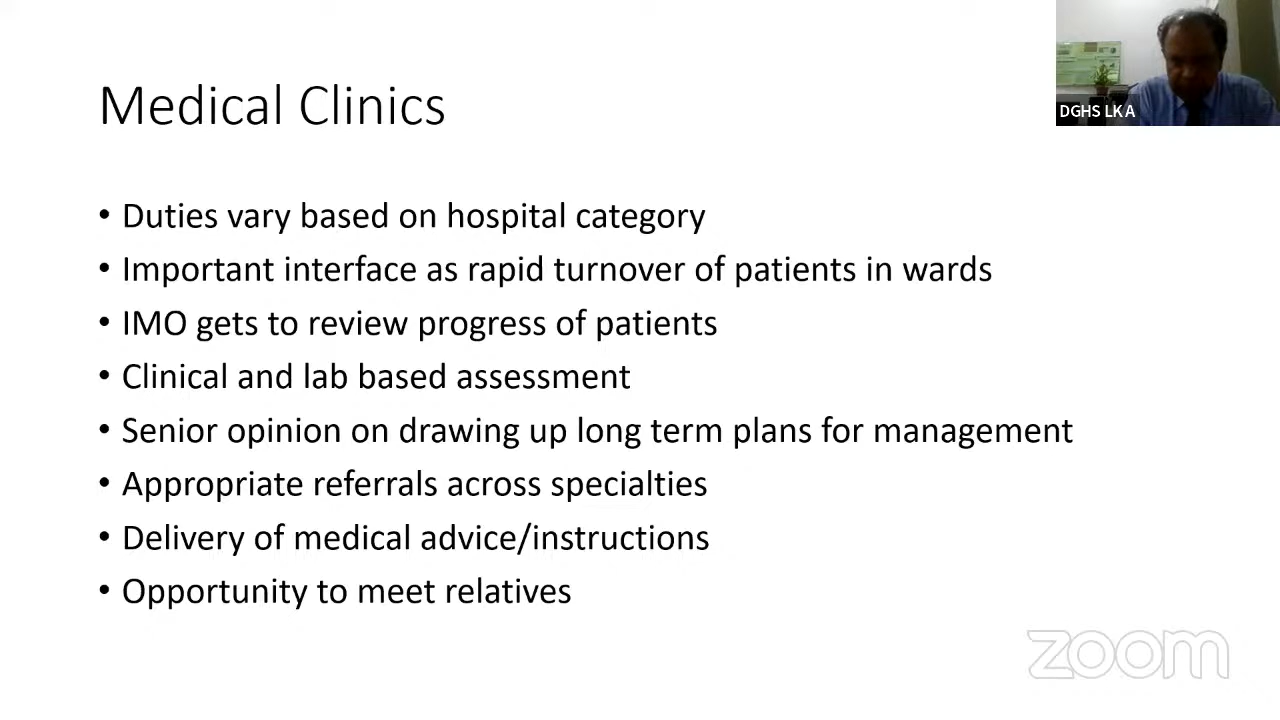 Medical Clinics
DGHS LKA
• Duties vary based on hospital category
• Important interface as rapid turnover of patients in wards
• IMO gets to review progress of patients
• Clinical and lab based assessment
• Senior opinion on drawing up long term plans for management
• Appropriate referrals across specialties
• Delivery of medical advice/instructions
• Opportunity to meet relatives
zoom